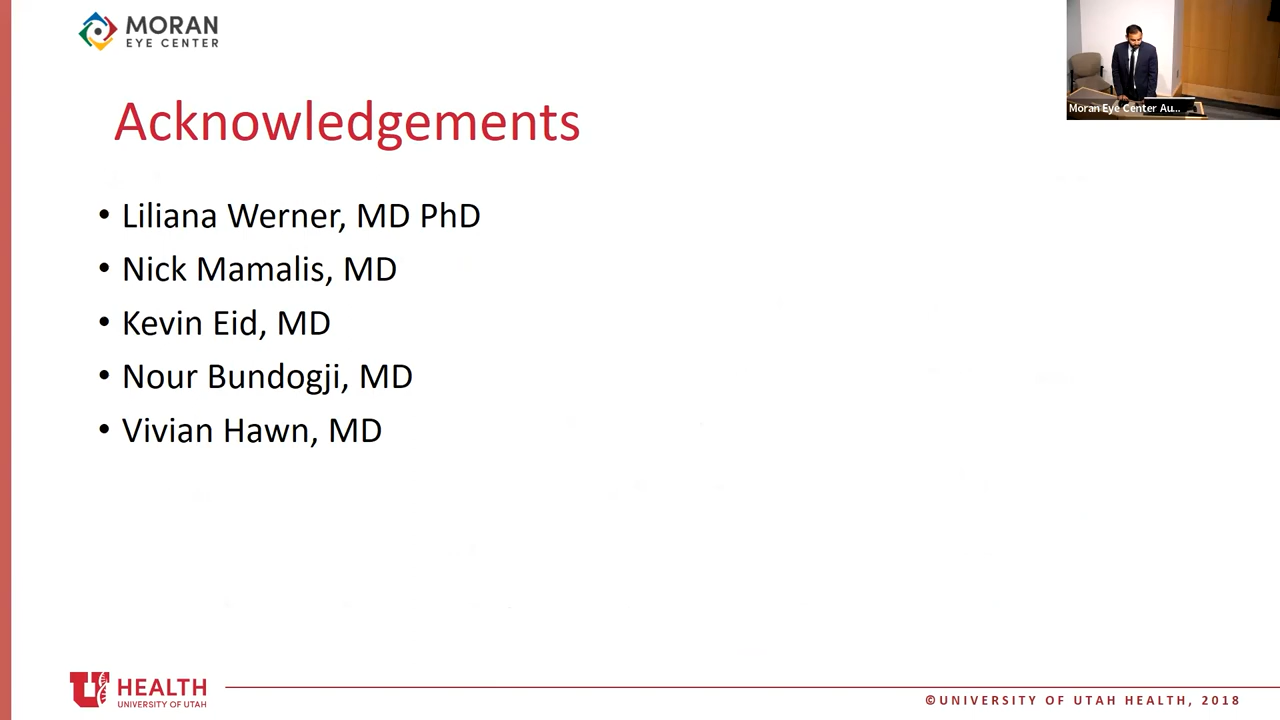 MORAN
EYE CENTER
Moran Eye Center Au...
Acknowledgements
• Liliana Werner, MD PhD
• Nick Mamalis, MD
• Kevin Eid, MD
• Nour Bundogji, MD
• Vivian Hawn, MD
U HEALTH
UNIVERSITY OF UTAH
©UNIVERSITY OF UTAH HEALTH, 2018